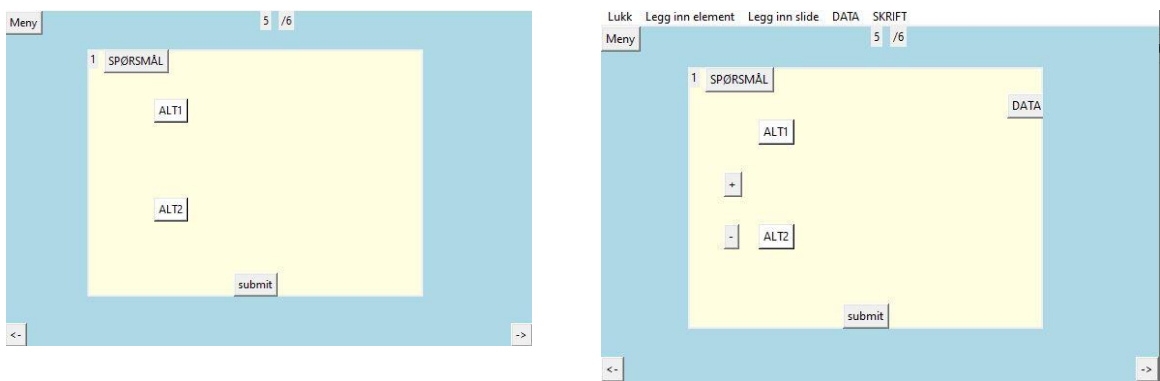 Meny
5 /6
1 SPØRSMÅL
ALT1
ALT2
submit
<- ->
Lukk Legg inn element Legg inn slide DATA SKRIFT
Meny
5 /6
1 SPØRSMÅL
DATA
ALT1
+
- ALT2
submit
<- ->